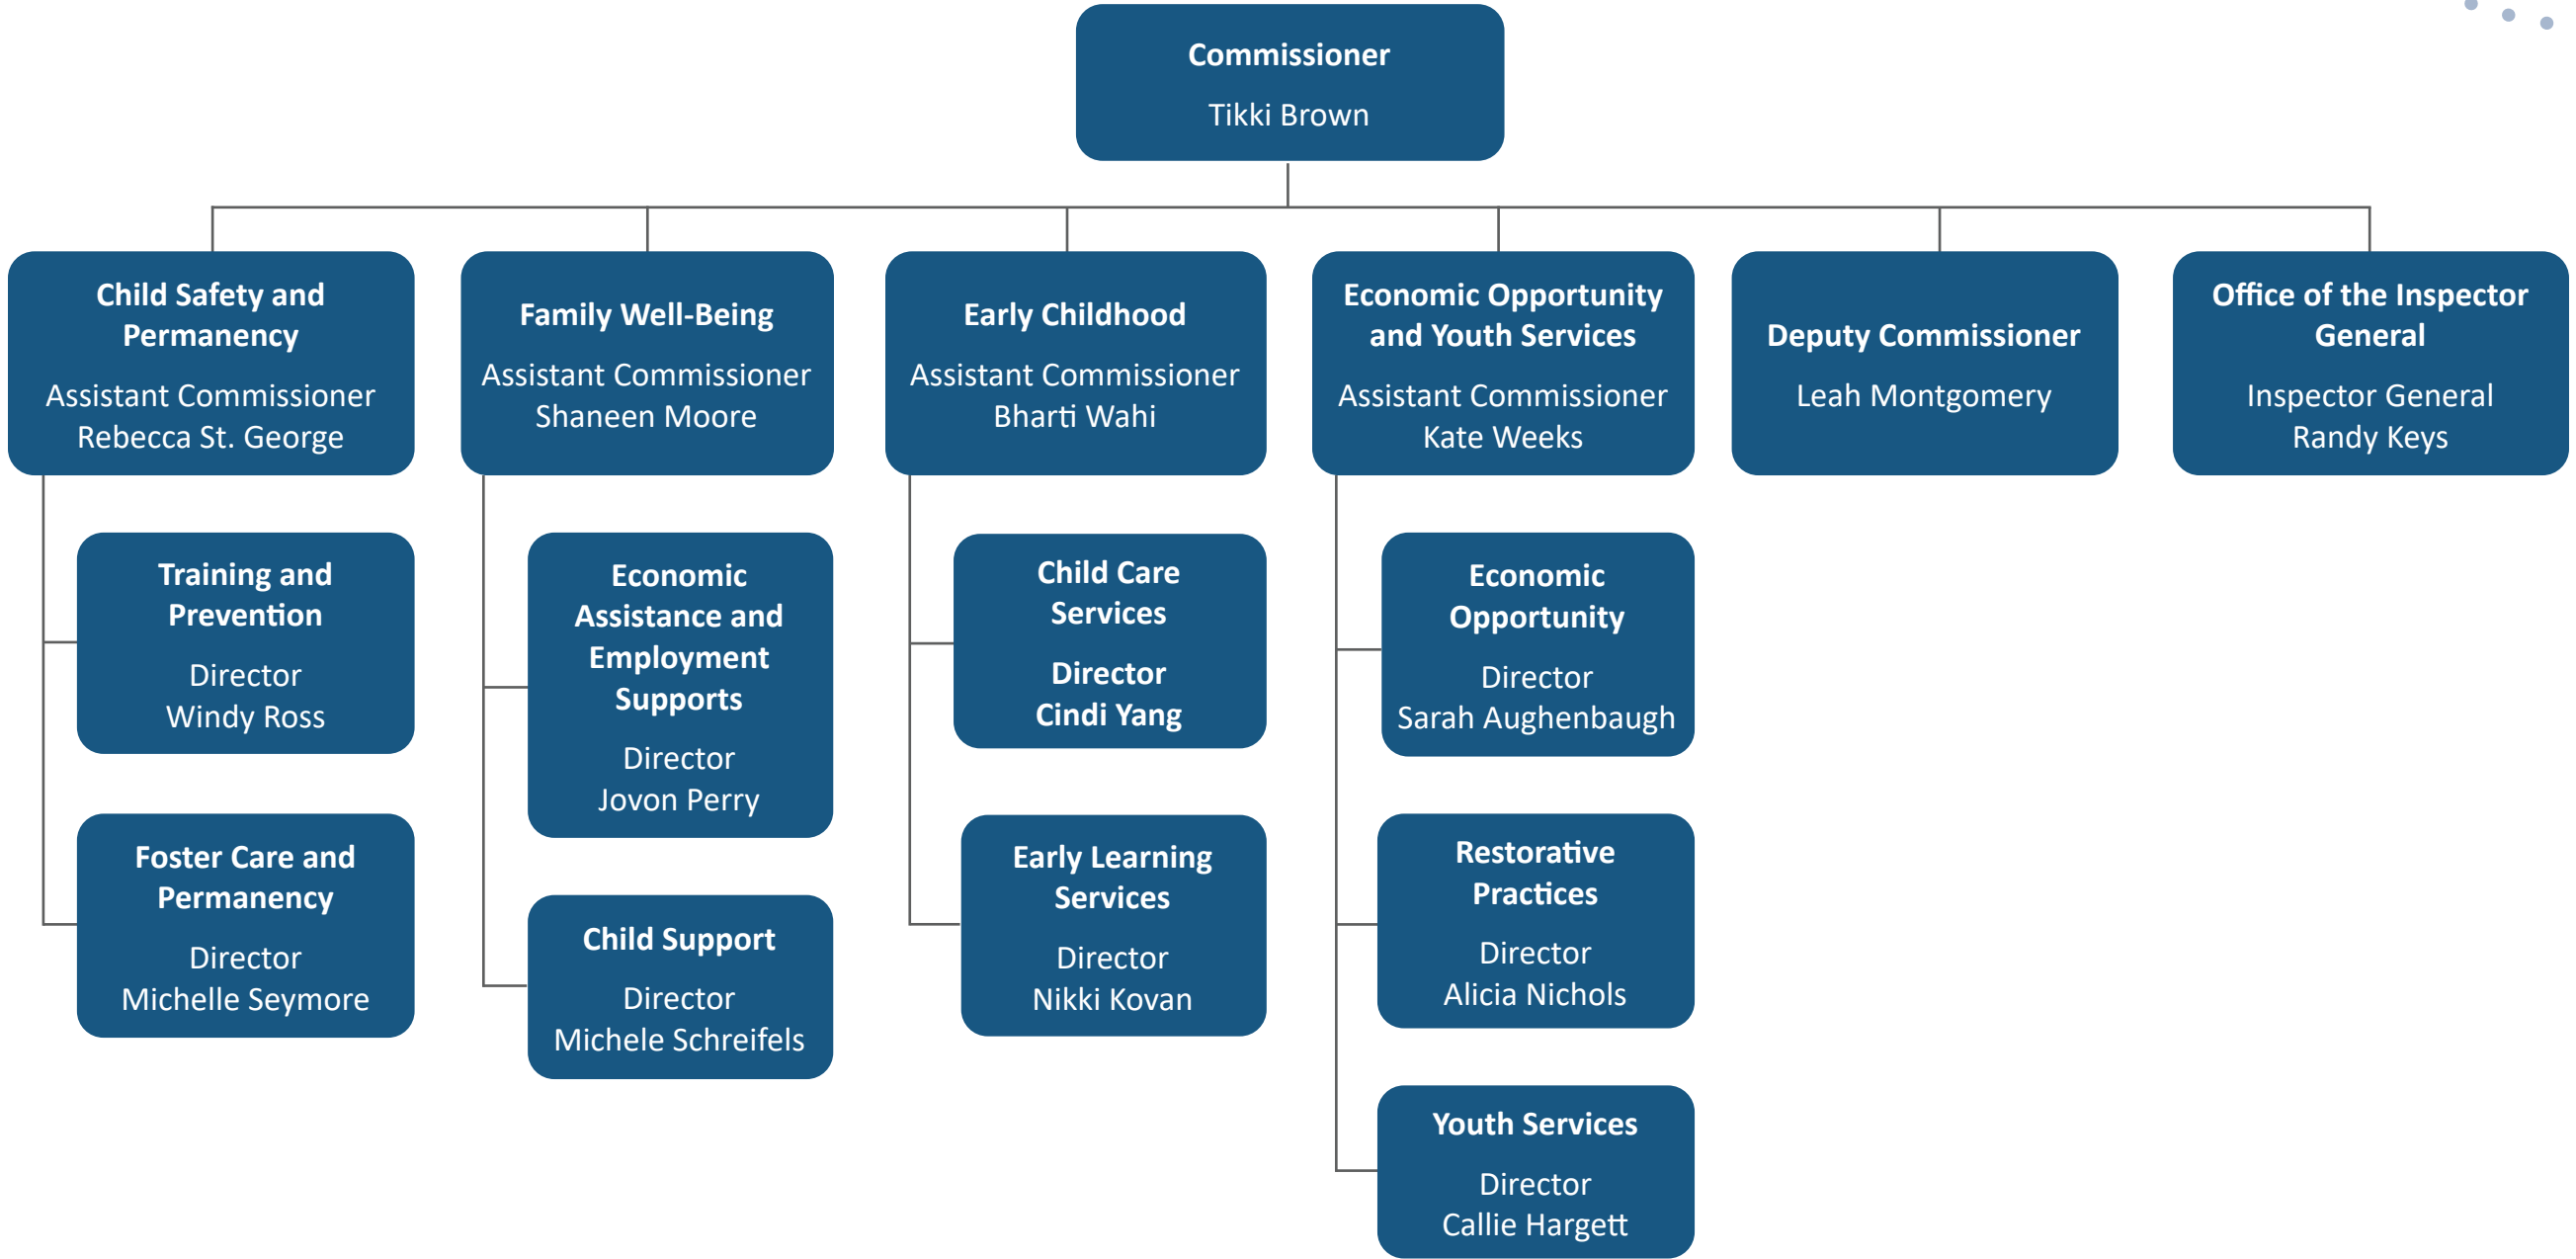 Commissioner
Tikki Brown
Child Safety and
Permanency
Assistant Commissioner
Rebecca St. George
Family Well-Being
Assistant Commissioner
Shaneen Moore
Early Childhood
Assistant Commissioner
Bharti Wahi
Economic Opportunity
and Youth Services
Assistant Commissioner
Kate Weeks
Deputy Commissioner
Leah Montgomery
Office of the Inspector
General
Inspector General
Randy Keys
Training and
Prevention
Director
Windy Ross
Foster Care and
Permanency
Director
Michelle Seymore
Economic
Assistance and
Employment
Supports
Director
Jovon Perry
Child Support
Director
Michele Schreifels
Child Care
Services
Director
Cindi Yang
Early Learning
Services
Director
Nikki Kovan
Economic
Opportunity
Director
Sarah Aughenbaugh
Restorative
Practices
Director
Alicia Nichols
Youth Services
Director
Callie Hargett